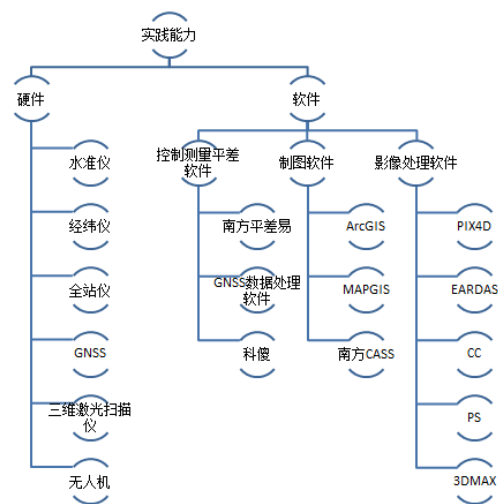 实践能力
硬件
软件
水准仪
经纬仪
全站仪
GNSS
三维激光扫描
仪
无人机
控制测量平差
软件
南方平差易
GNSS数据处理
软件
科傻
制图软件
ArcGIS
MAPGIS
南方CASS
影像处理软件
PIX4D
EARDAS
CC
PS
3DMAX